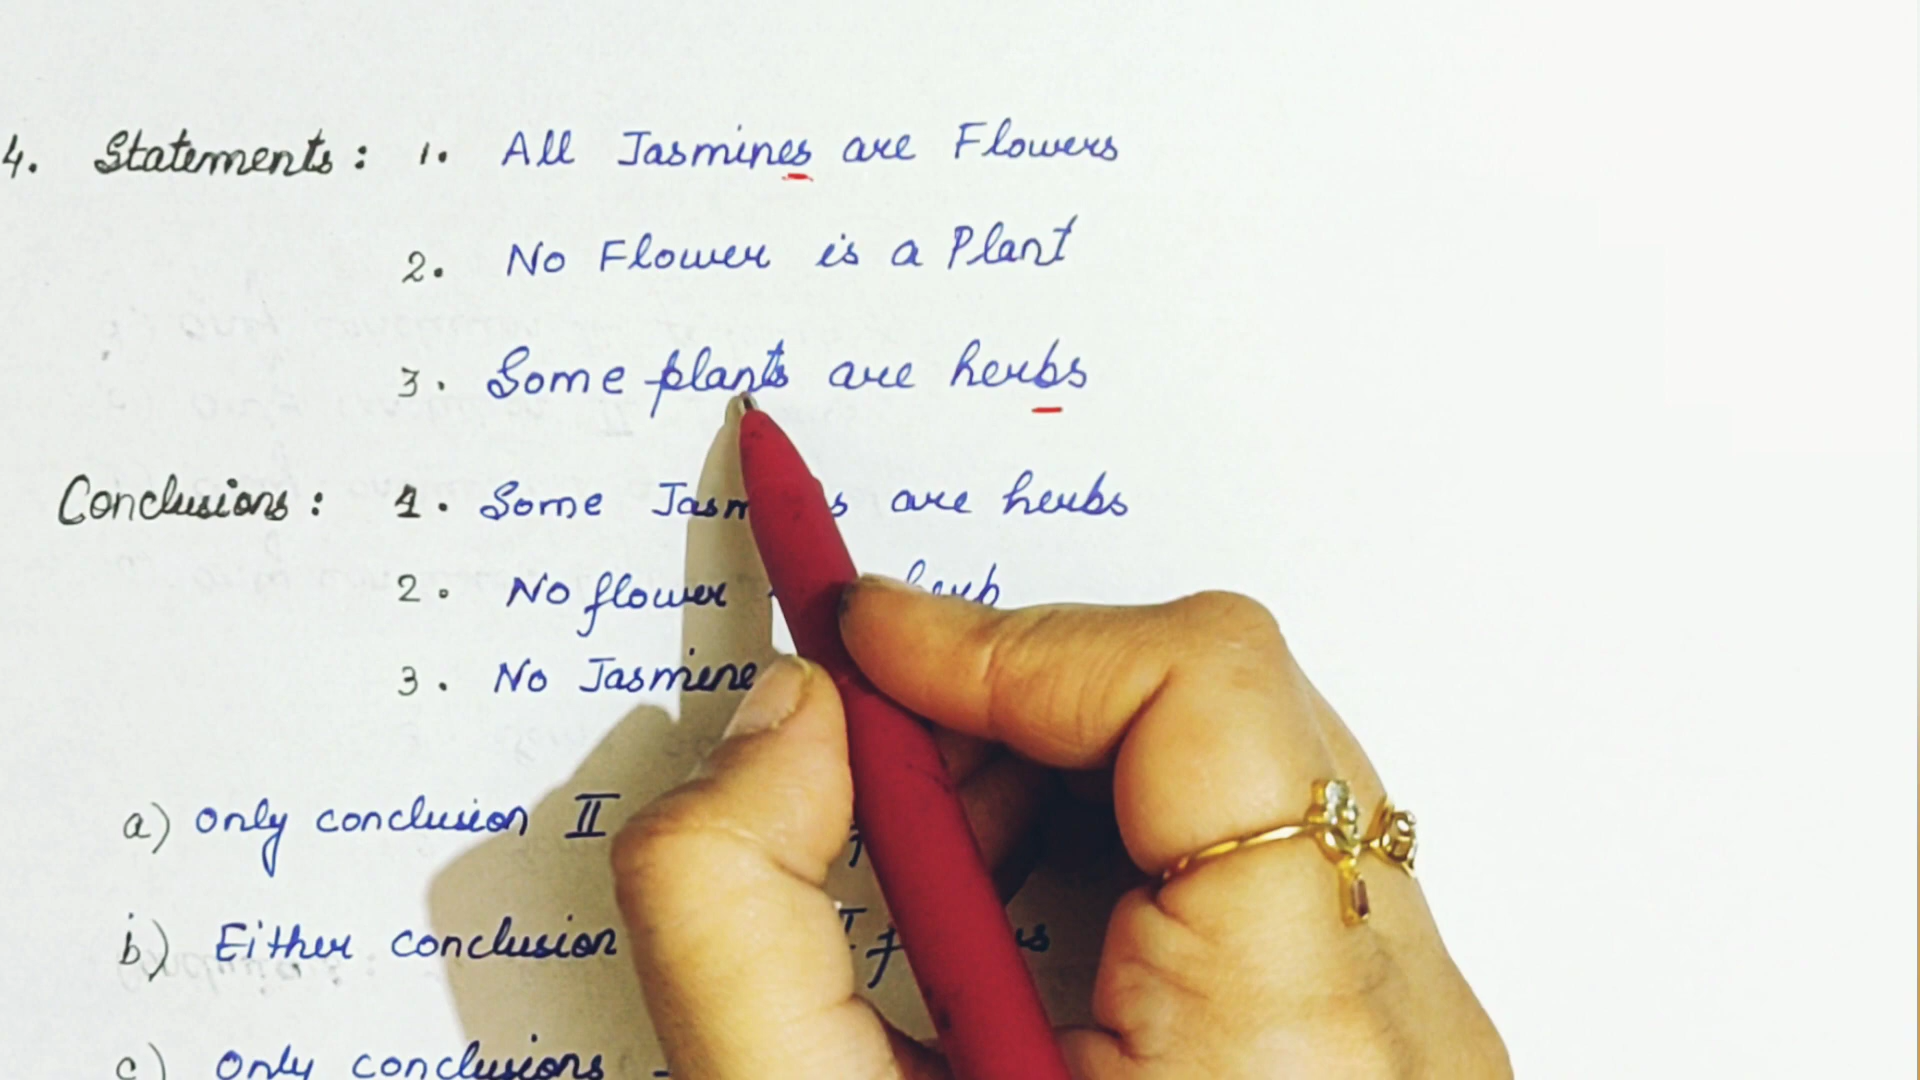 4. Statements : 1. All Jasmines are Flowers
2. No Flower is a Plant
3. Some plants are herbs
Conclusions : 1. Some are herbs
2. No flower herb
3. No Jasmine
a) only conclusion II
b) Either conclusion
c) only conclusions